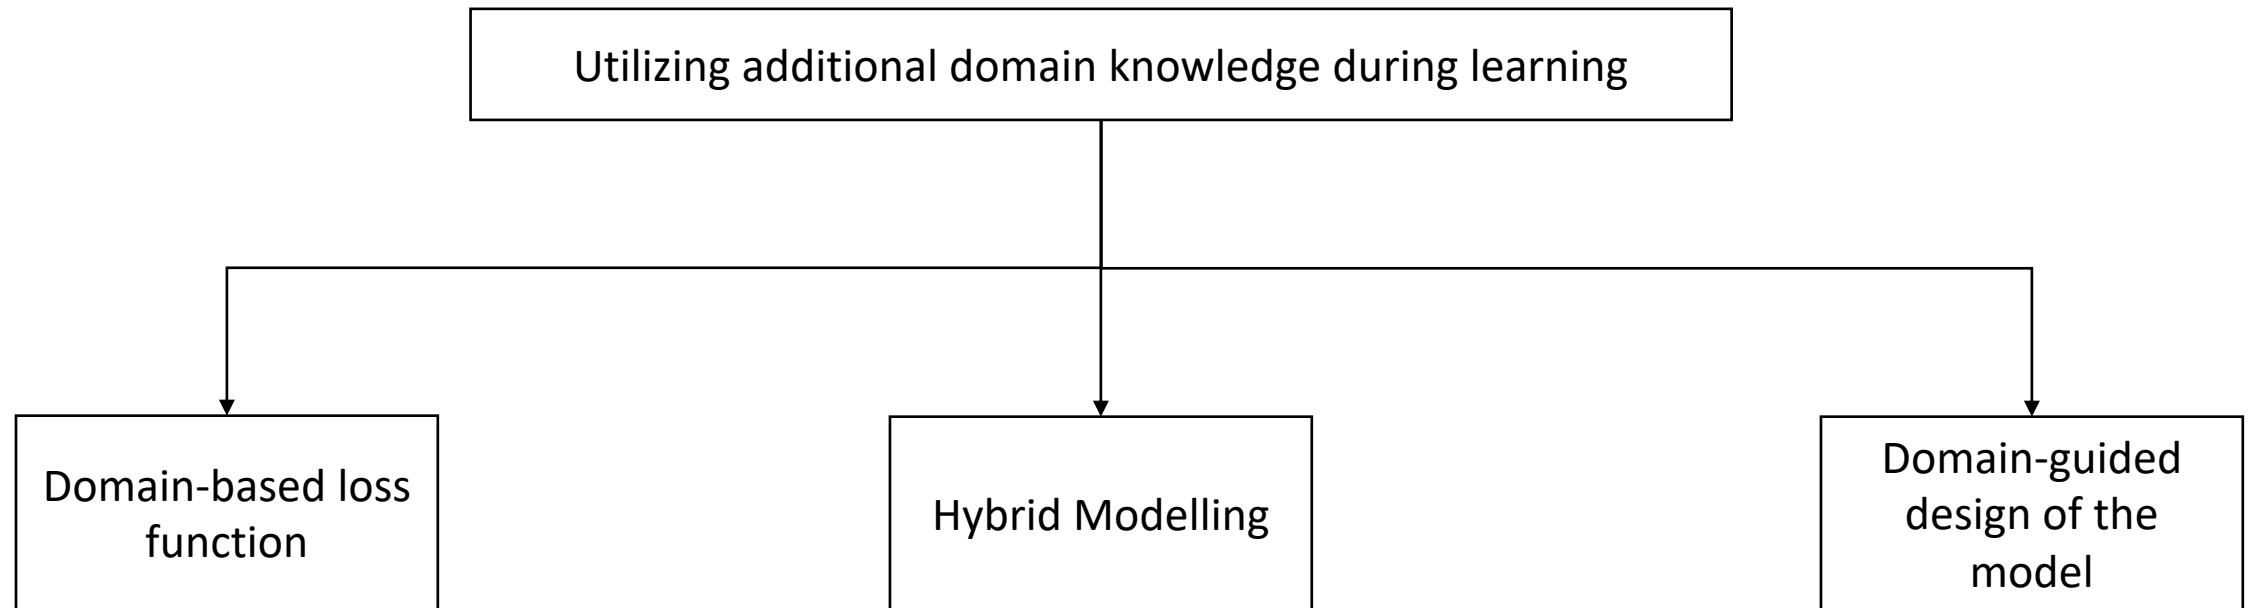 Utilizing additional domain knowledge during learning
Domain-based loss
function
Hybrid Modelling
Domain-guided
design of the
model